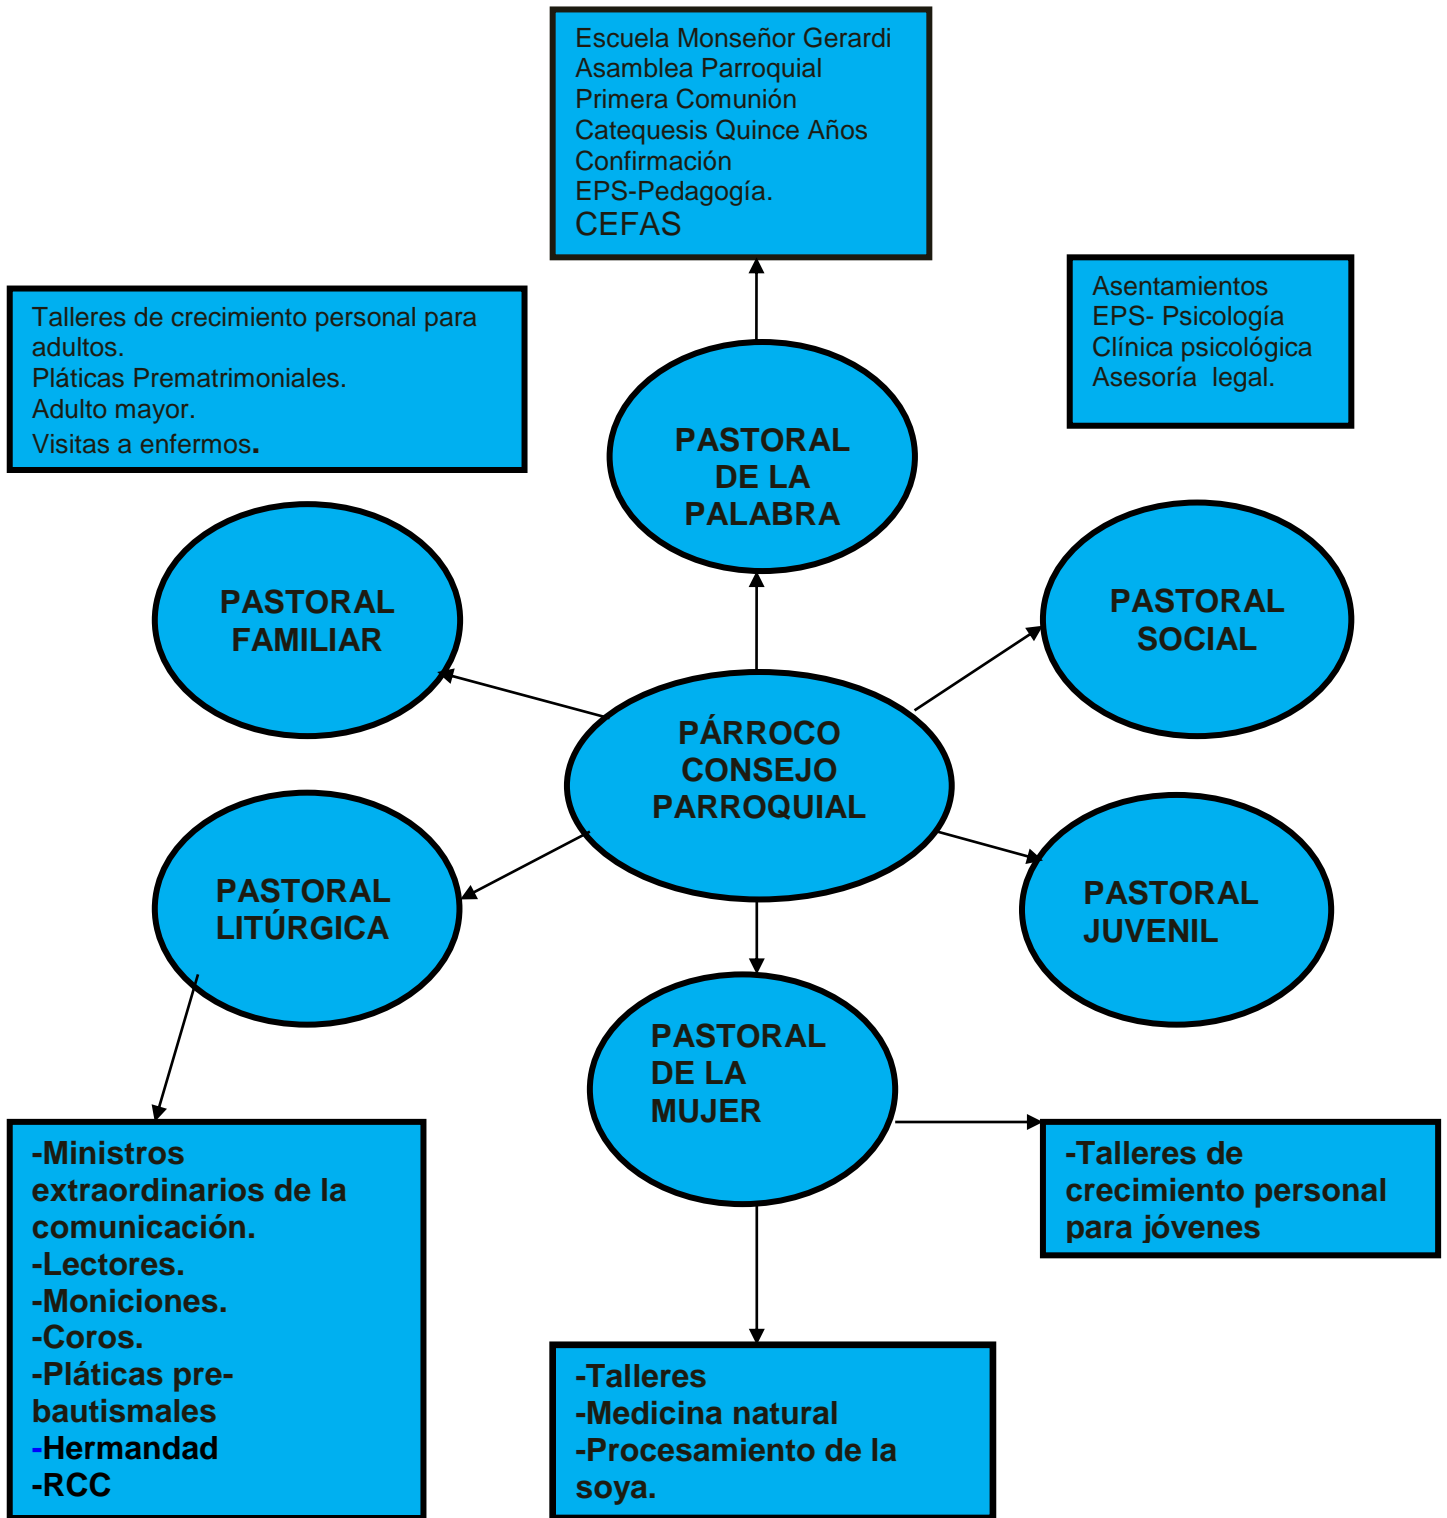 Escuela Monseñor Gerardi
Asamblea Parroquial
Primera Comunión
Catequesis Quince Años
Confirmación
EPS-Pedagogía.
CEFAS
Talleres de crecimiento personal para
adultos.
Pláticas Prematrimoniales.
Adulto mayor.
Visitas a enfermos.
Asentamientos
EPS- Psicología
Clínica psicológica
Asesoría  legal.
PASTORAL
DE LA
PALABRA
PASTORAL
FAMILIAR
PASTORAL
SOCIAL
PÁRROCO
CONSEJO
PARROQUIAL
PASTORAL
LITÚRGICA
PASTORAL
JUVENIL
PASTORAL
DE LA
MUJER
-Ministros
extraordinarios de la
comunicación.
-Lectores.
-Moniciones.
-Coros.
-Pláticas pre-
bautismales
-Hermandad
-RCC
-Talleres de
crecimiento personal
para jóvenes
-Talleres
-Medicina natural
-Procesamiento de la
soya.